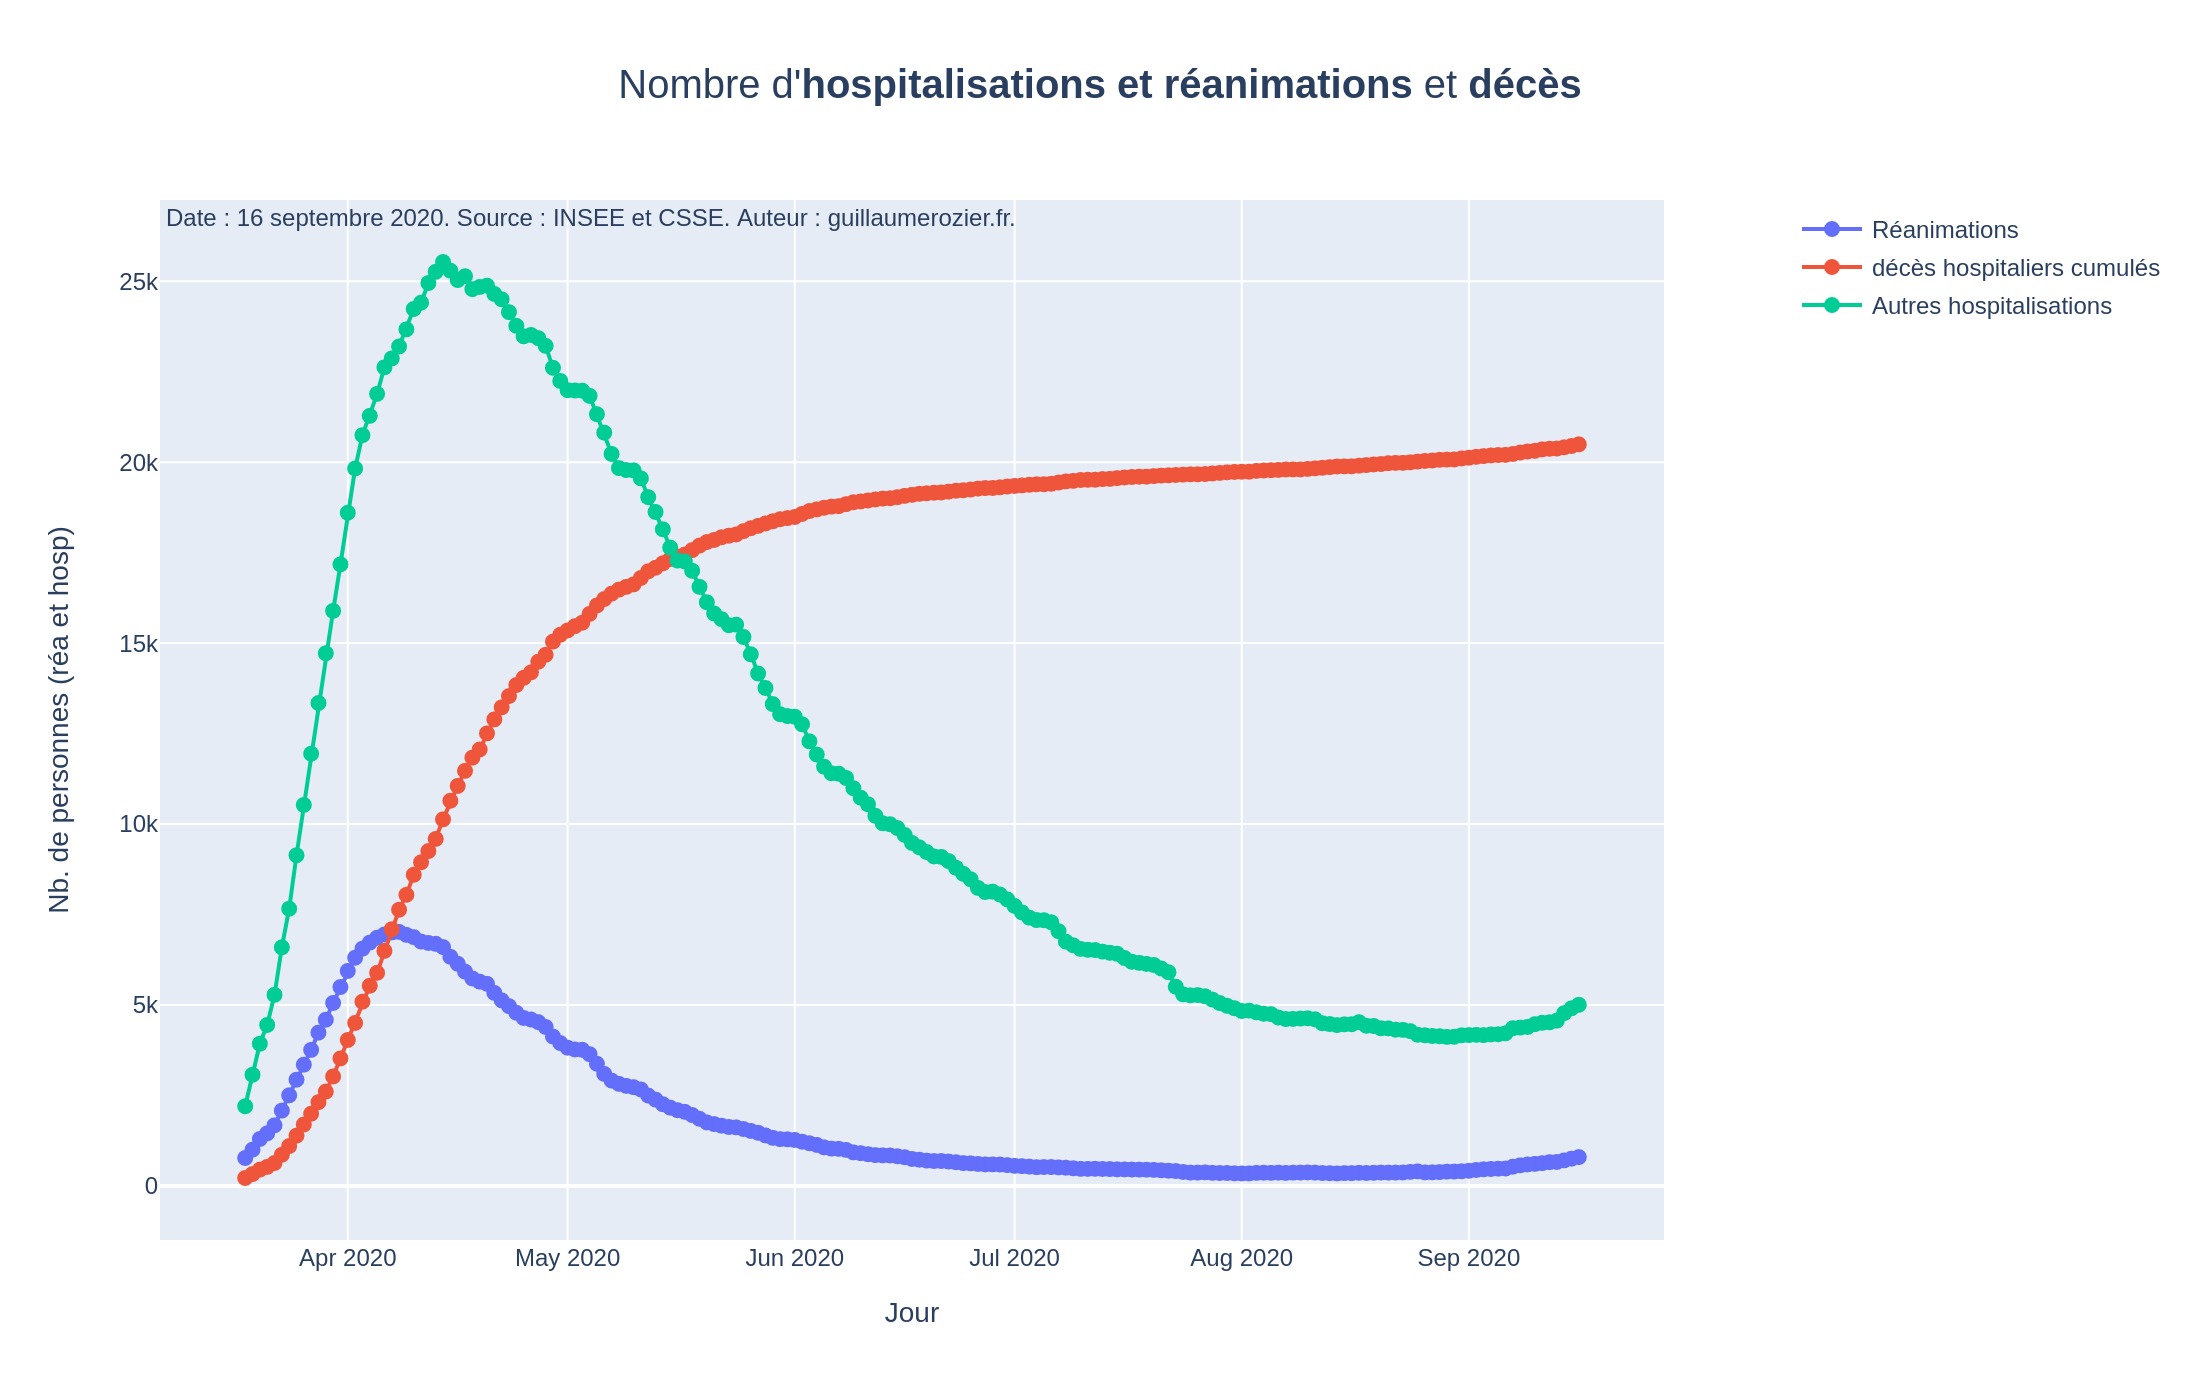 Nombre d'hospitalisations et réanimations et décès
Date : 16 septembre 2020. Source : INSEE et CSSE. Auteur : guillaumerozier.fr.
Réanimations
décès hospitaliers cumulés
Autres hospitalisations
25k
20k
15k
10k
5k
0
Nb. de personnes (réa et hosp)
Apr 2020
May 2020
Jun 2020
Jul 2020
Aug 2020
Sep 2020
Jour